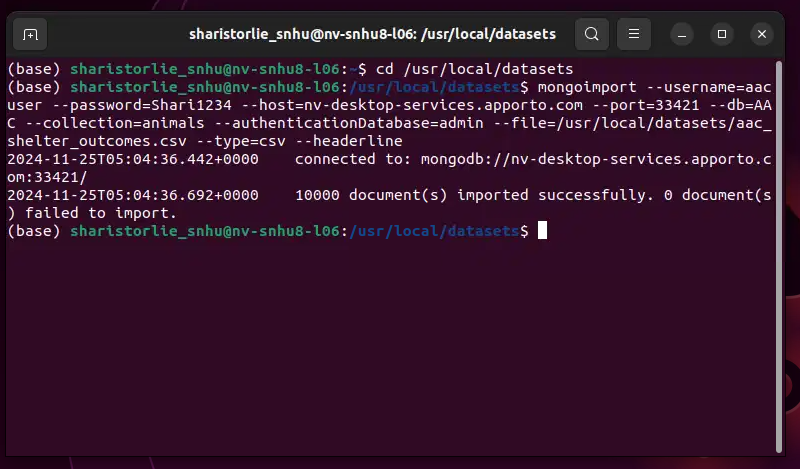 sharistorlie_snhu@nv-snhu8-l06: /usr/local/datasets
(base) sharistorlie_snhu@nv-snhu8-l06:~$ cd /usr/local/datasets
(base) sharistorlie_snhu@nv-snhu8-l06:/usr/local/datasets$ mongoimport --username=aac
user --password=Shari1234 --host=nv-desktop-services.apporto.com --port=33421 --db=AA
C --collection=animals --authenticationDatabase=admin --file=/usr/local/datasets/aac_
shelter_outcomes.csv --type=csv --headerline
2024-11-25T05:04:36.442+0000    connected to: mongodb://nv-desktop-services.apporto.c
om:33421/
2024-11-25T05:04:36.692+0000    10000 document(s) imported successfully. 0 document(s
) failed to import.
(base) sharistorlie_snhu@nv-snhu8-l06:/usr/local/datasets$